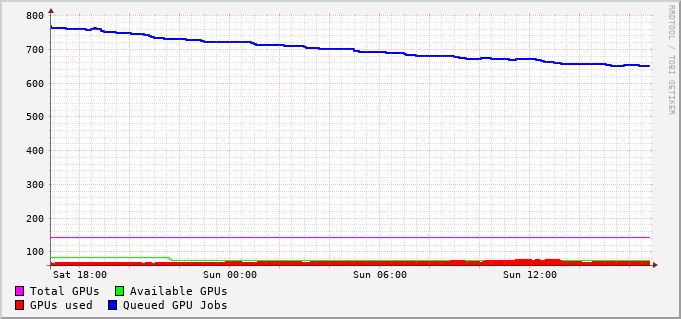 800
700
600
500
400
300
200
100
Sat 18:00 Sun 00:00 Sun 06:00 Sun 12:00
Total GPUs Available GPUs
GPUs used Queued GPU Jobs
RRDTOOL / TOBI OETIKER